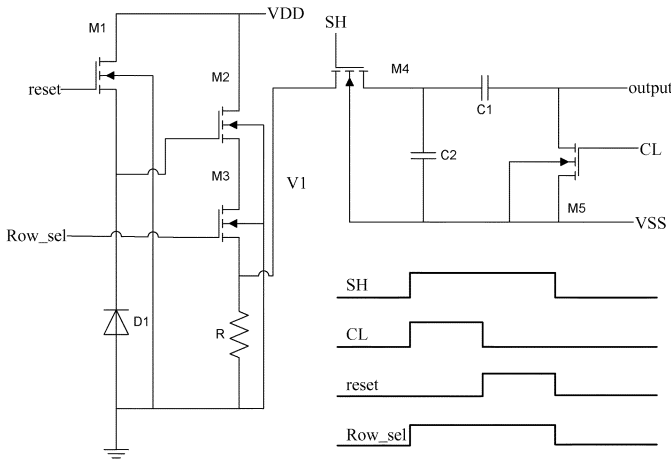 SH
M1
VDD
M4
M2
reset
output
C1
CL
C2
M3
V1
M5
Row_sel
VSS
SH
D1
R
CL
reset
Row_sel